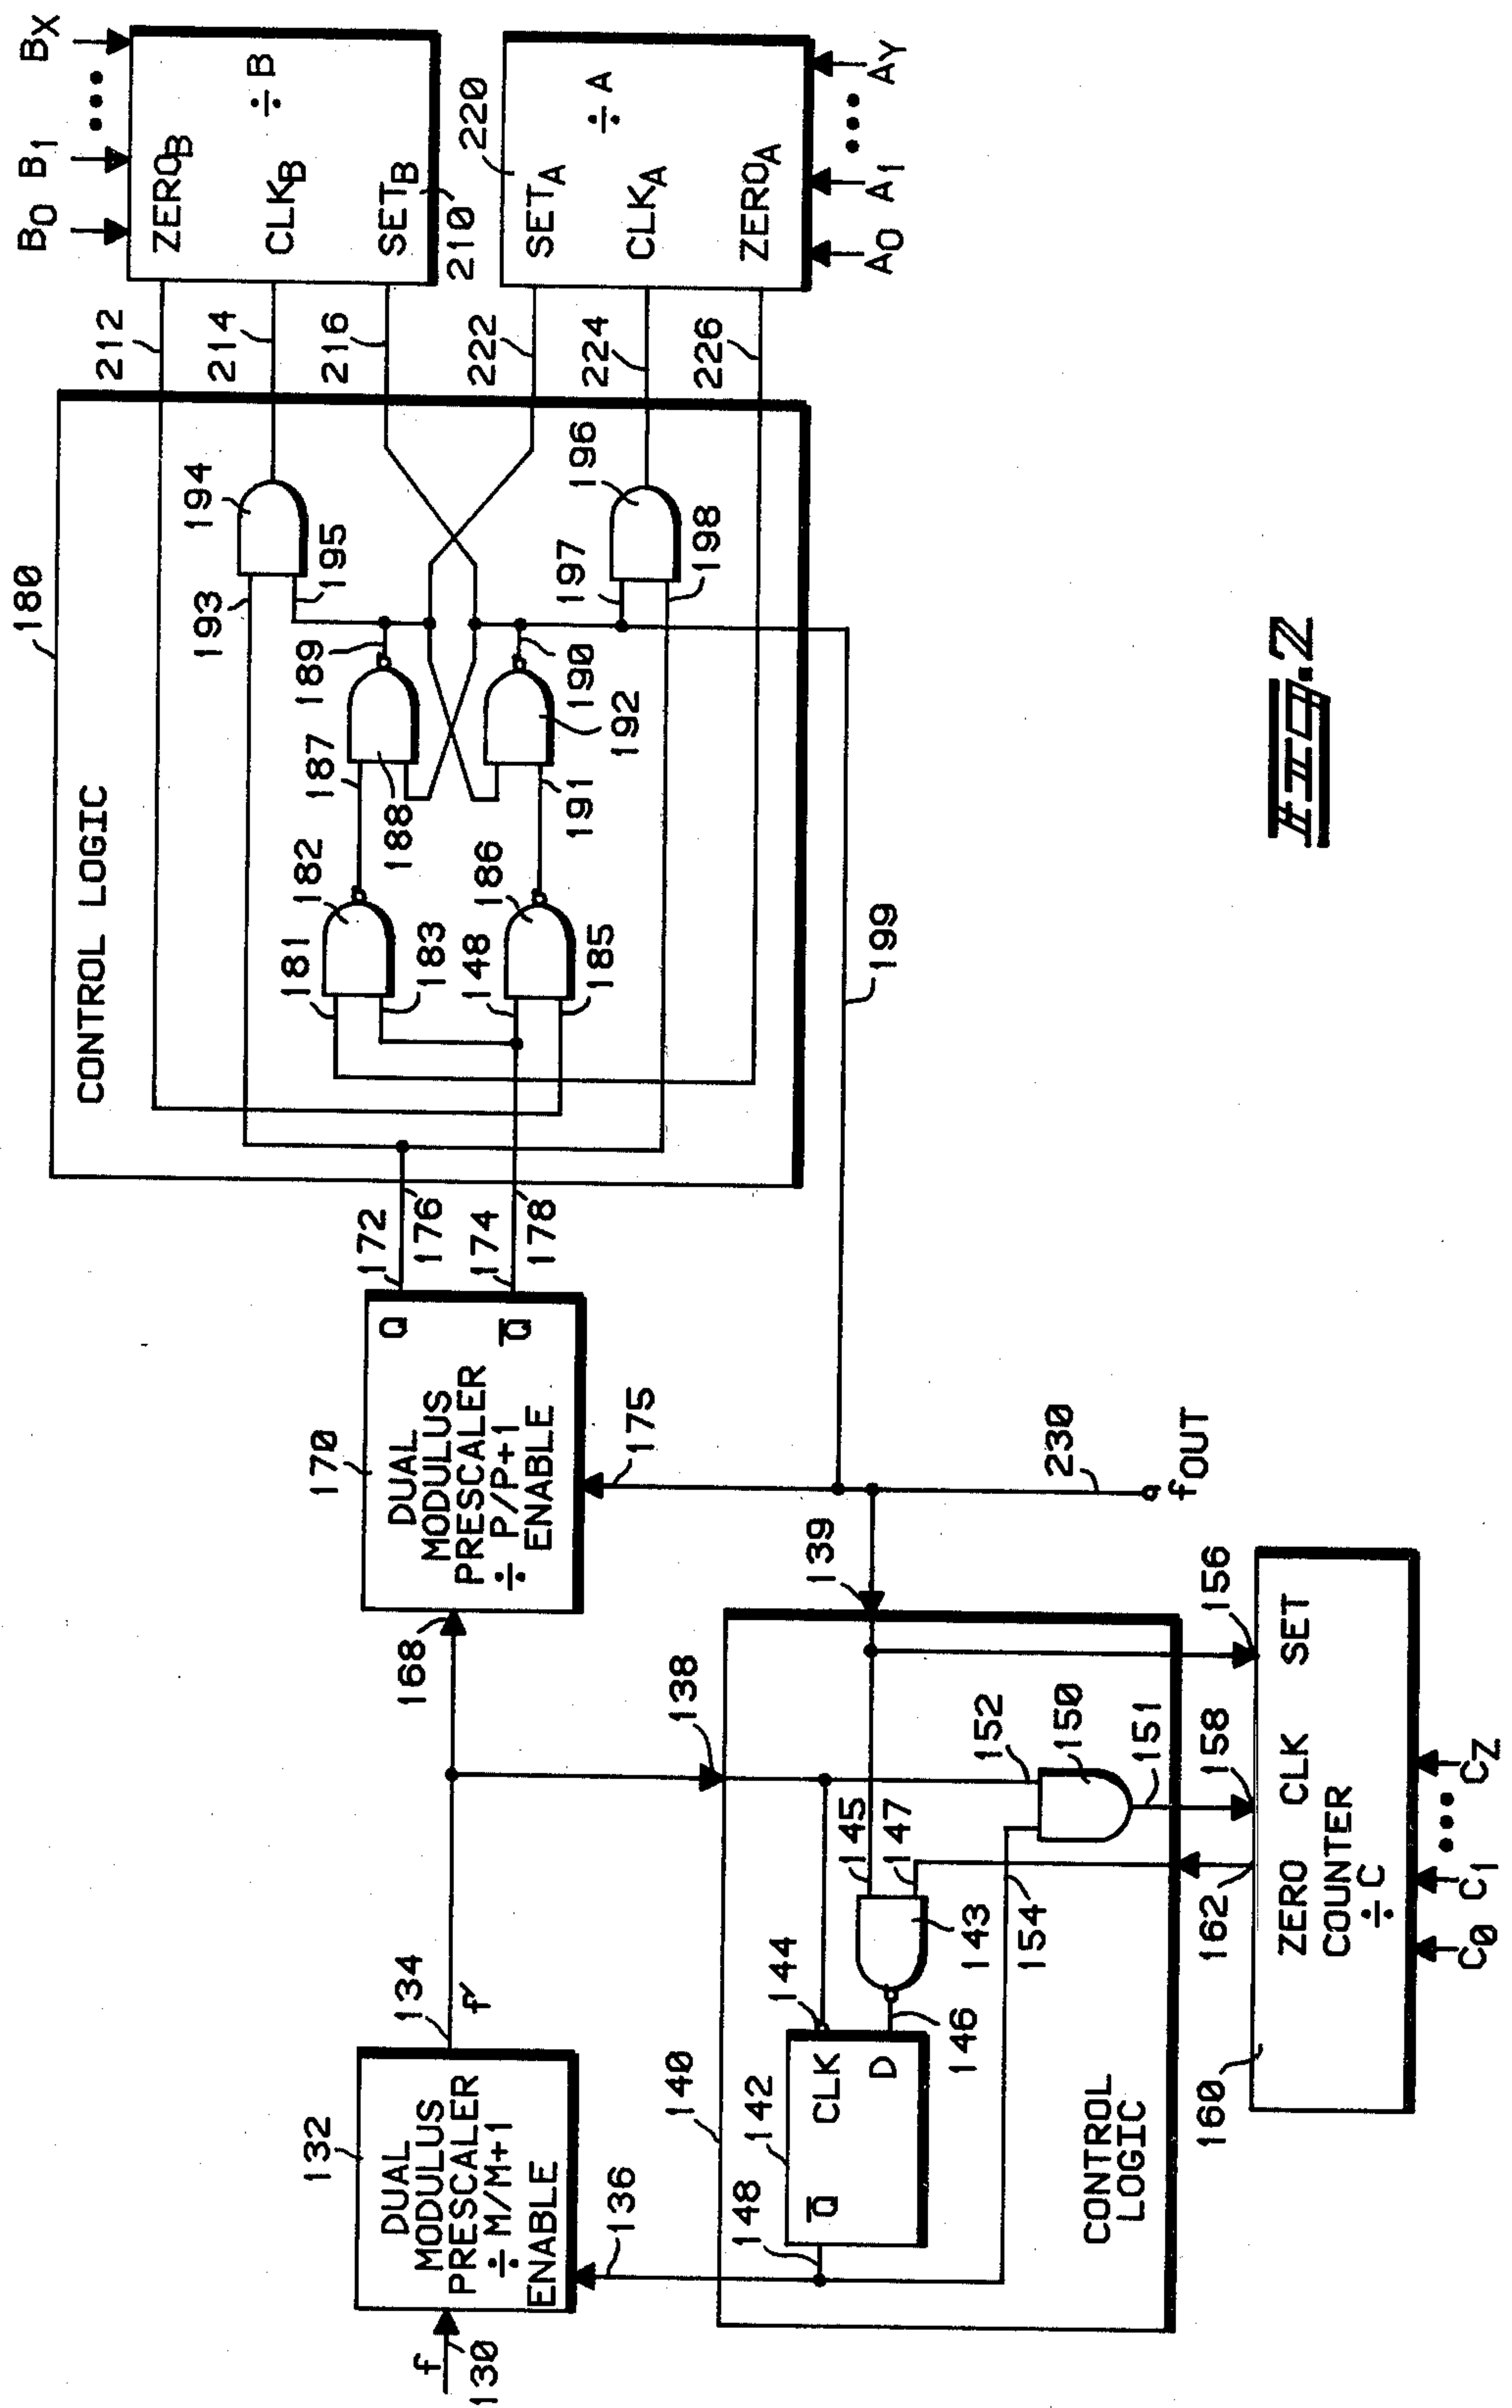 f
130
132
DUAL
MODULUS
PRESCALER
÷ M/M+1
ENABLE
134
f'
136
168
170
DUAL
MODULUS
PRESCALER
÷ P/P+1
ENABLE
Q
Q̅
172
176
174
178
175
180
CONTROL LOGIC
181
182
183
148
186
185
187
188
189
190
191
192
193
194
195
196
197
198
199
212
214
216
222
224
226
B0 B1 ••• BX
ZEROB
CLKB
SETB
÷ B
210
220
SETA
CLKA
ZEROA
÷ A
A0 A1 ••• AY
138
139
140
142
CLK
D
Q̅
148
144
146
143
145
147
152
150
151
154
CONTROL
LOGIC
230
fOUT
156
158
162
160
ZERO CLK SET
COUNTER
÷ C
C0 C1 ••• CZ
FIG. 2